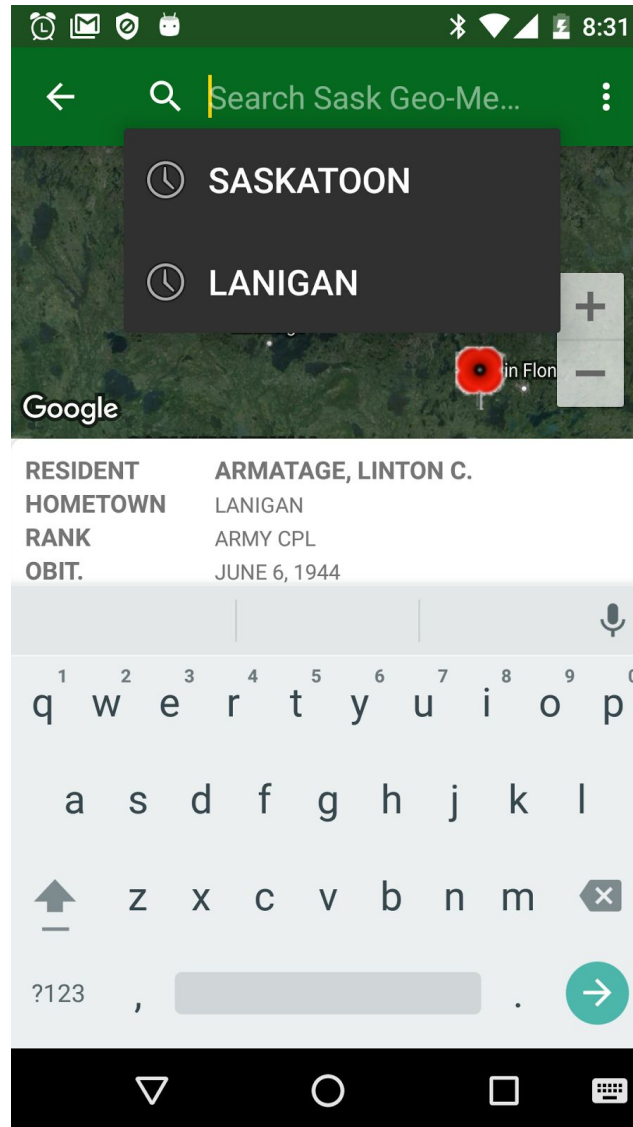 8:31
Search Sask Geo-Me...
SASKATOON
LANIGAN
in Flon
+
−
Google
RESIDENT ARMATAGE, LINTON C.
HOMETOWN LANIGAN
RANK ARMY CPL
OBIT. JUNE 6, 1944
1 2 3 4 5 6 7 8 9 0
q w e r t y u i o p
a s d f g h j k l
z x c v b n m
?123 , .